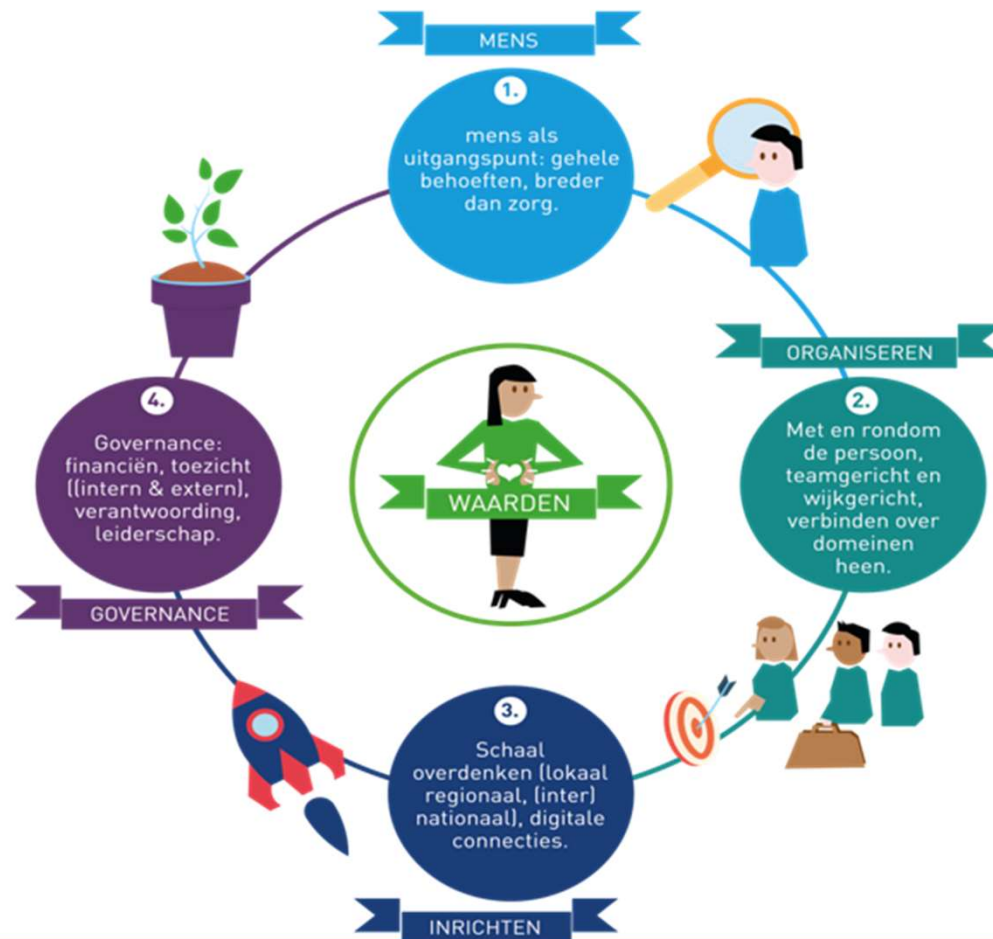 MENS
1.
mens als
uitgangspunt: gehele
behoeften, breder
dan zorg.
ORGANISEREN
2.
Met en rondom
de persoon,
teamgericht en
wijkgericht,
verbinden over
domeinen
heen.
3.
Schaal
overdenken (lokaal
regionaal, (inter)
nationaal), digitale
connecties.
INRICHTEN
4.
Governance:
financiën, toezicht
((intern & extern),
verantwoording,
leiderschap.
GOVERNANCE
WAARDEN